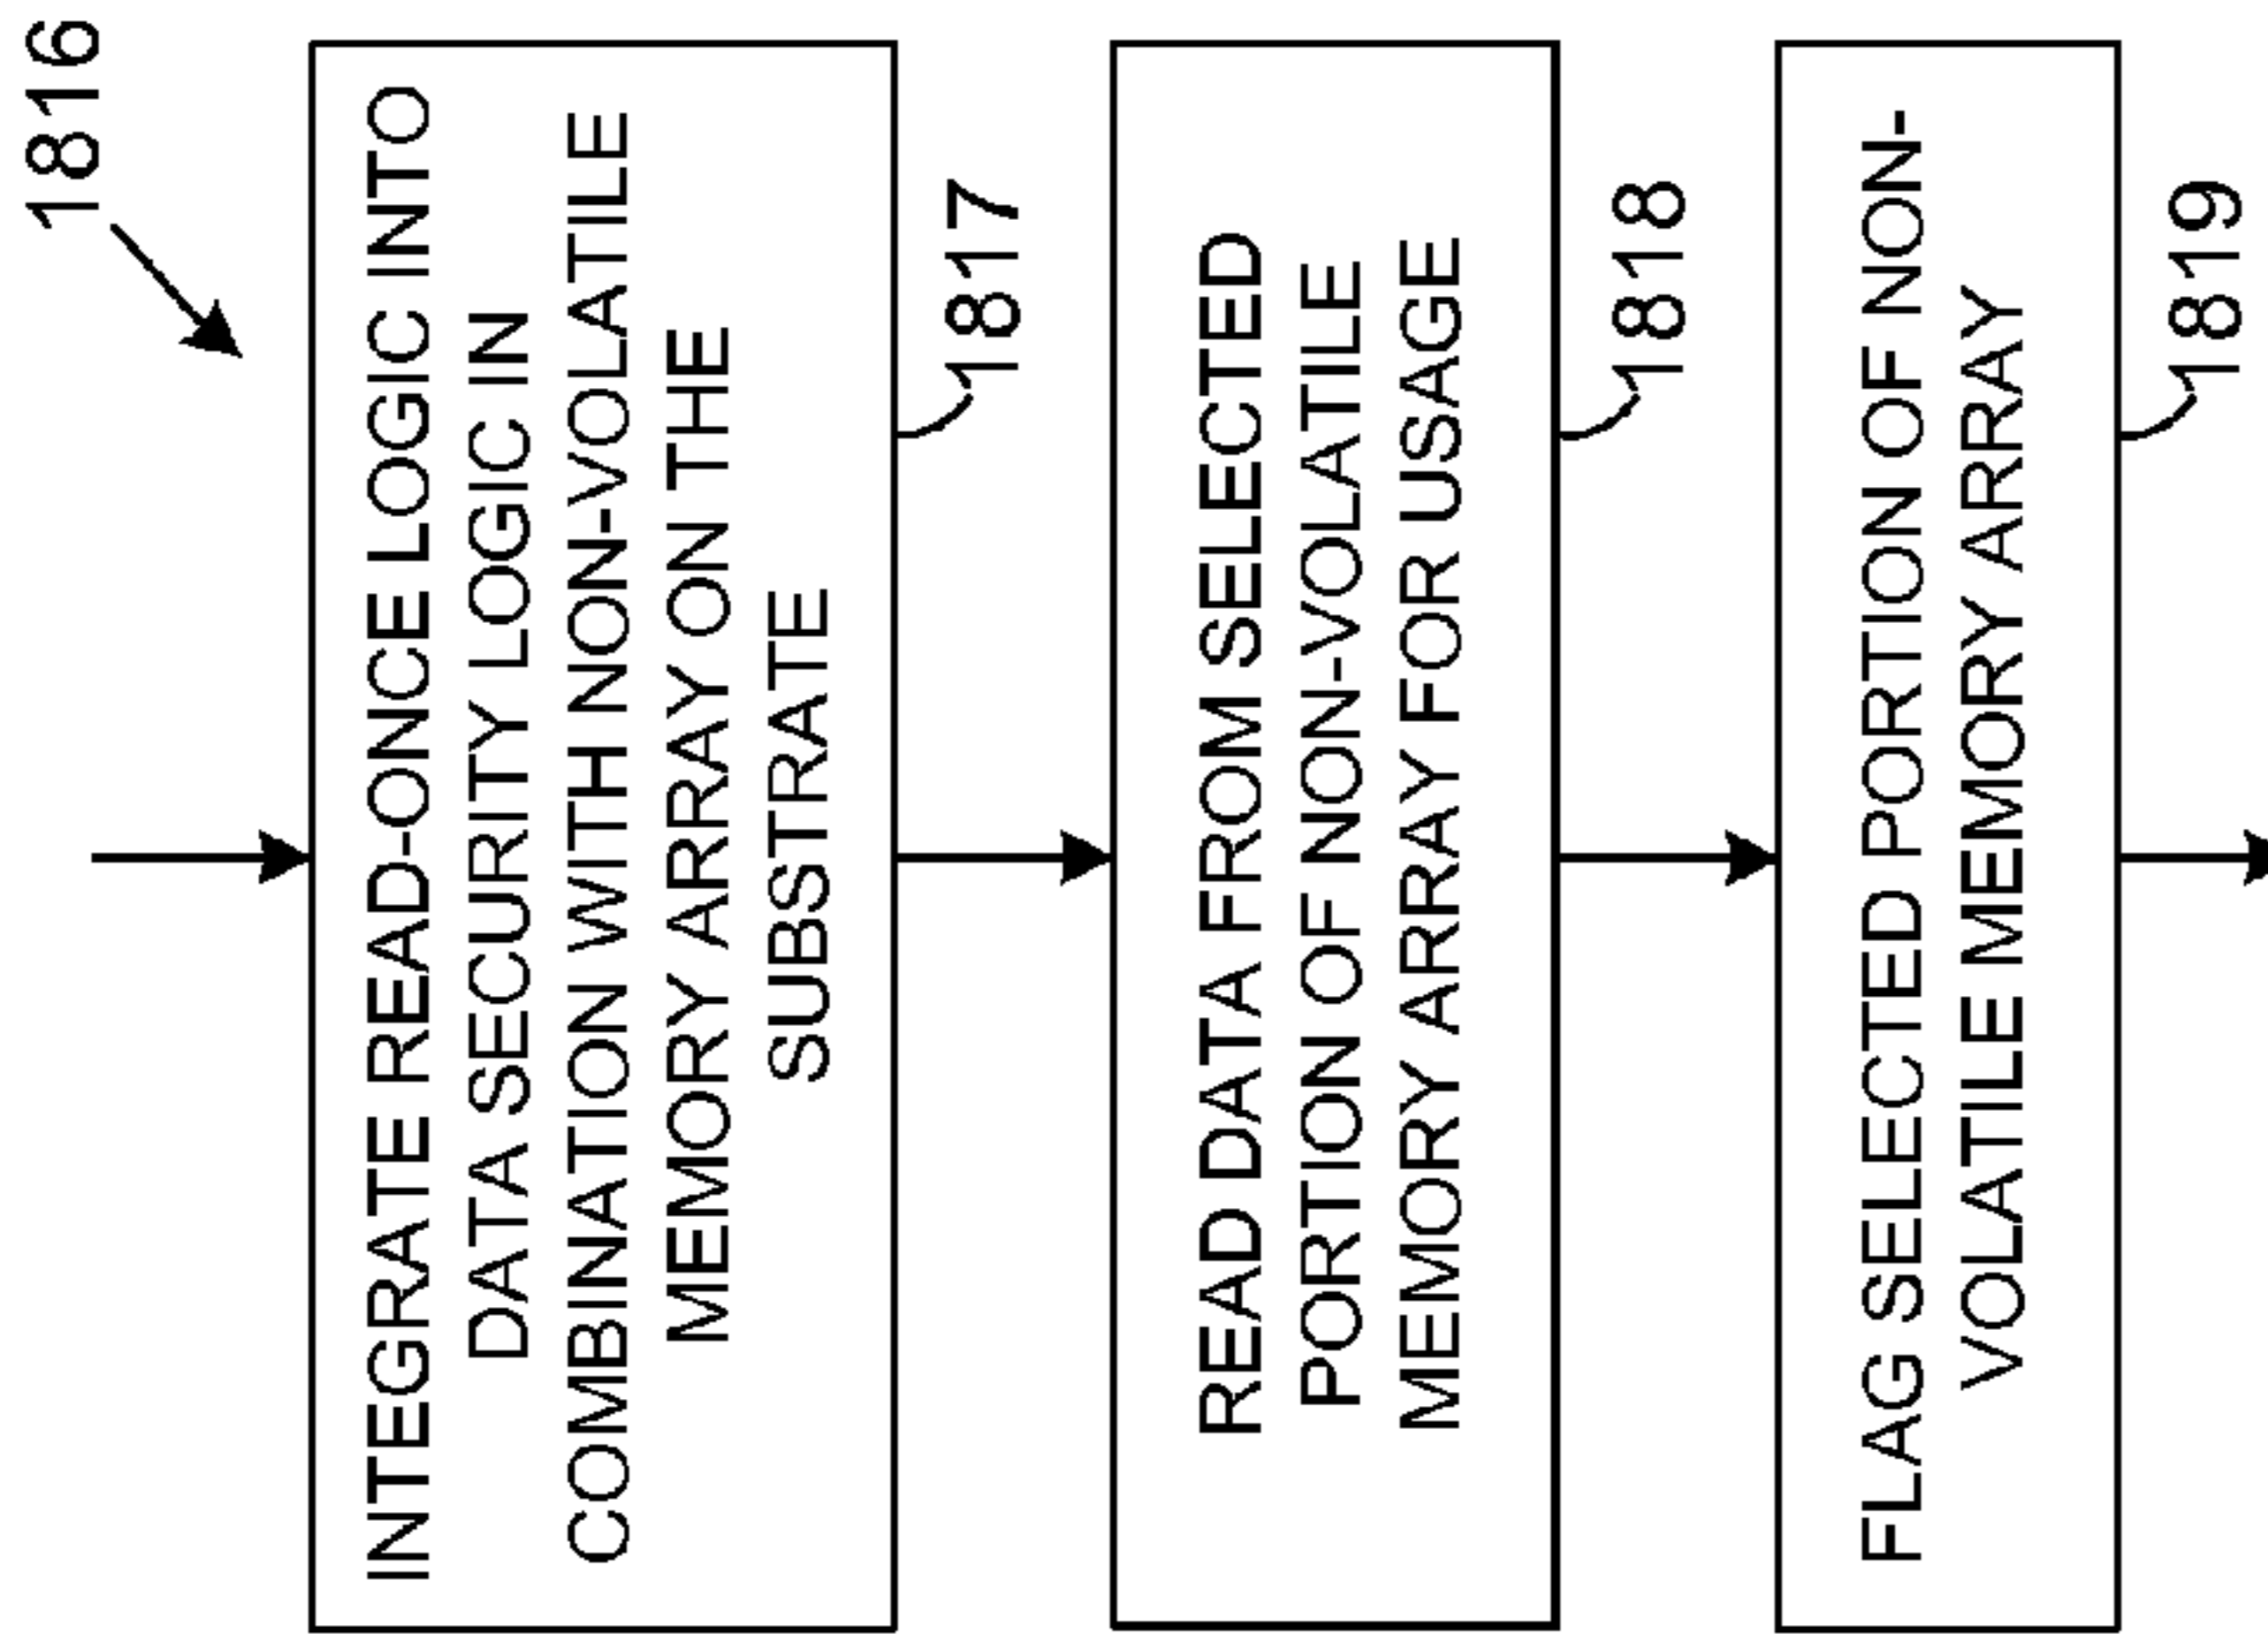 1816
INTEGRATE READ-ONCE LOGIC INTO
DATA SECURITY LOGIC IN
COMBINATION WITH NON-VOLATILE
MEMORY ARRAY ON THE
SUBSTRATE
1817
READ DATA FROM SELECTED
PORTION OF NON-VOLATILE
MEMORY ARRAY FOR USAGE
1818
FLAG SELECTED PORTION OF NON-
VOLATILE MEMORY ARRAY
1819